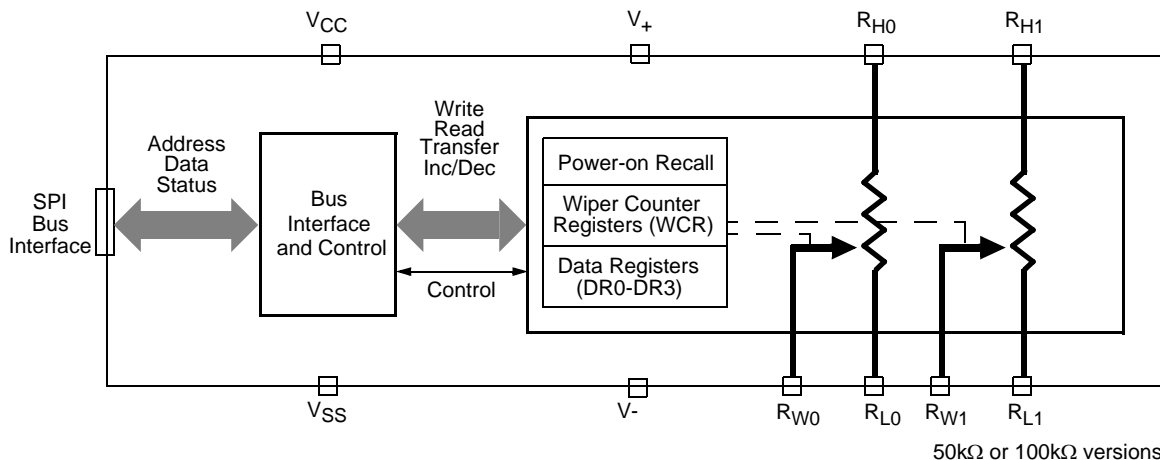 VCC
V+
RH0
RH1
Write
Read
Transfer
Inc/Dec
Address
Data
Status
SPI
Bus
Interface
Bus
Interface
and Control
Control
Power-on Recall
Wiper Counter
Registers (WCR)
Data Registers
(DR0-DR3)
VSS
V-
RW0
RL0
RW1
RL1
50kΩ or 100kΩ versions